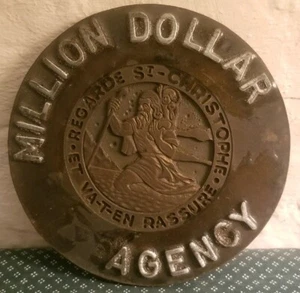 MILLION DOLLAR
AGENCY
REGARDE ST-CHRISTOPHE·
ET VA-T-EN RASSURE·